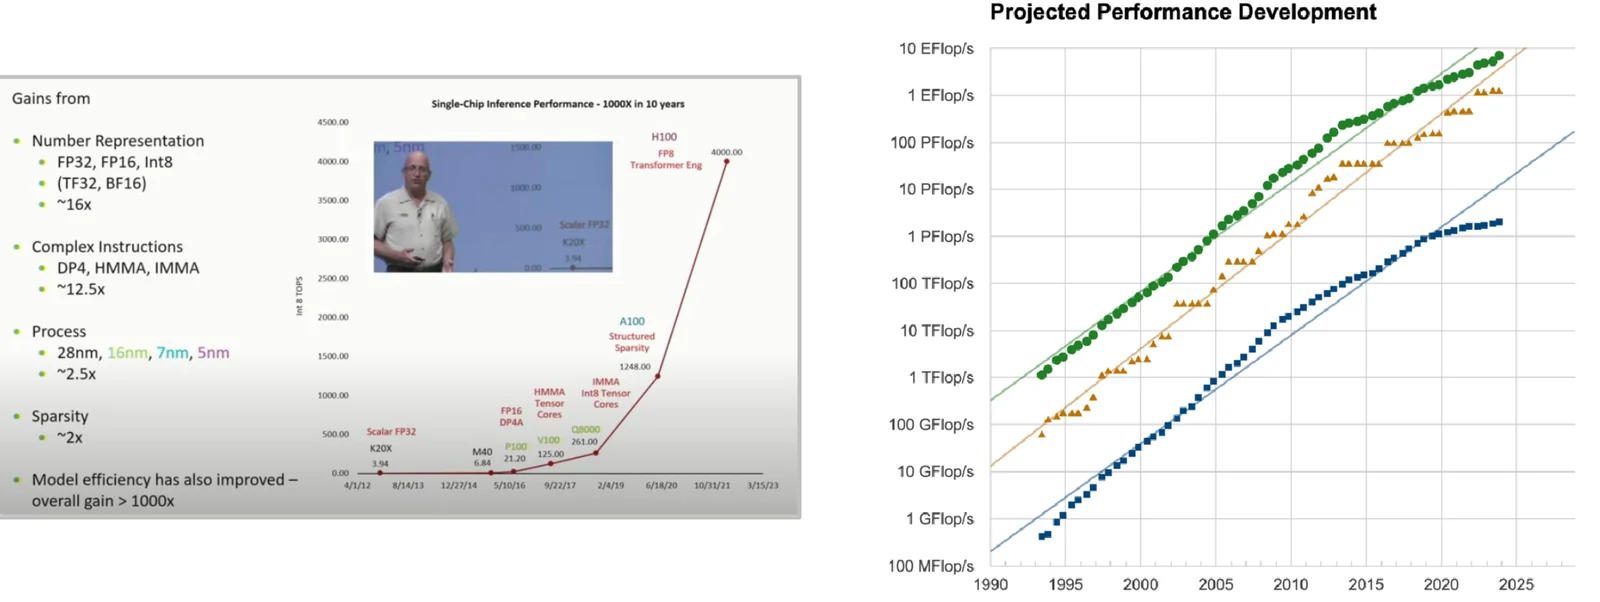 Gains from
Number Representation
FP32, FP16, Int8
(TF32, BF16)
~16x
Complex Instructions
DP4, HMMA, IMMA
~12.5x
Process
28nm, 16nm, 7nm, 5nm
~2.5x
Sparsity
~2x
Model efficiency has also improved –
overall gain > 1000x
Single-Chip Inference Performance - 1000X in 10 years
Int 8 TOPS
4500.00
4000.00
3500.00
3000.00
2500.00
2000.00
1500.00
1000.00
500.00
0.00
4/1/12
8/14/13
12/27/14
5/10/16
9/22/17
2/4/19
6/18/20
10/31/21
3/15/23
m, 5nm
1500.00
1000.00
500.00
0.00
Scaler FP32
K20X
3.94
Scalar FP32
K20X
3.94
M40
6.84
FP16
DP4A
P100
21.20
HMMA
Tensor
Cores
V100
125.00
IMMA
Int8 Tensor
Cores
Q8000
261.00
A100
Structured
Sparsity
1248.00
H100
FP8
Transformer Eng
4000.00
Projected Performance Development
10 EFlop/s
1 EFlop/s
100 PFlop/s
10 PFlop/s
1 PFlop/s
100 TFlop/s
10 TFlop/s
1 TFlop/s
100 GFlop/s
10 GFlop/s
1 GFlop/s
100 MFlop/s
1990
1995
2000
2005
2010
2015
2020
2025